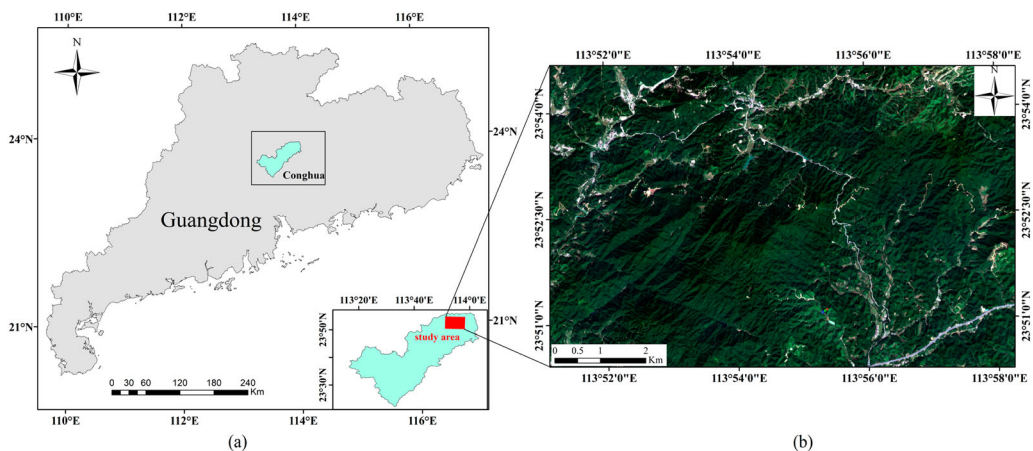 110°0'E 112°0'E 114°0'E 116°0'E
N
24°N
24°N
Conghua
Guangdong
21°N
21°N
113°20'E 113°40'E 114°0'E
23°50'N
23°30'N
study area
0 30 60 120 180 240
Km
110°E 112°E 114°E 116°E
(a)
113°52'0"E 113°54'0"E 113°56'0"E 113°58'0"E
N
23°54'0"N
23°54'0"N
23°52'30"N
23°52'30"N
23°51'0"N
23°51'0"N
0 0.5 1 2
Km
113°52'0"E 113°54'0"E 113°56'0"E 113°58'0"E
(b)